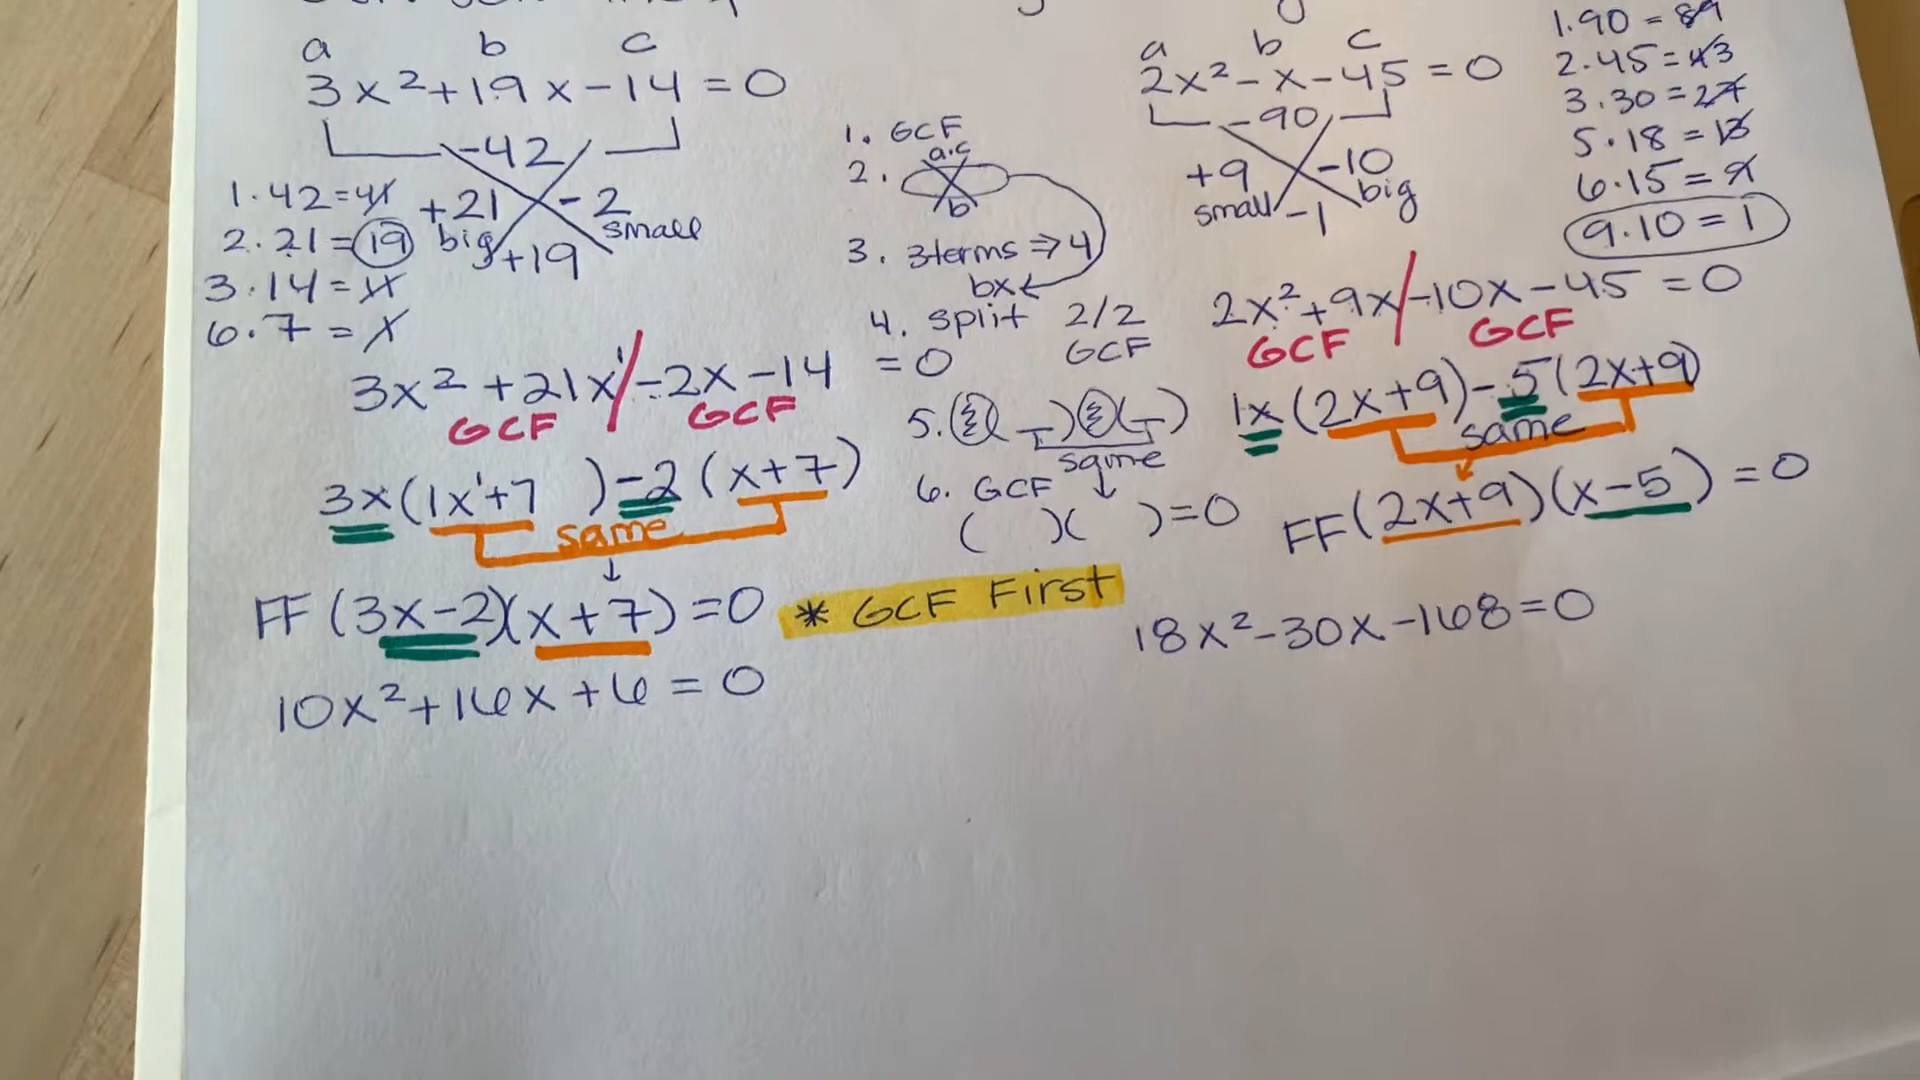 a b c
3x² + 19x - 14 = 0
-42
1 · 42 = 41
2 · 21 = 19
3 · 14 = 11
6 · 7 = 1
+21 - 2
big small
+19
3x² + 21x / - 2x - 14 = 0
GCF GCF
3x (1x + 7 ) - 2 (x + 7)
same
FF (3x - 2)(x + 7) = 0
10x² + 16x + 6 = 0
1. GCF
2. a·c
b
3. 3terms ⇒ 4
bx
4. split 2/2
GCF
5. ( _ ) ( _ )
same
6. GCF ↓
( )( ) = 0
* GCF First
a b c
2x² - x - 45 = 0
-90
+9 -10
small big
-1
1 · 90 = 89
2 · 45 = 43
3 · 30 = 27
5 · 18 = 13
6 · 15 = 9
9 · 10 = 1
2x² + 9x / - 10x - 45 = 0
GCF GCF
1x (2x + 9) - 5 (2x + 9)
same
FF (2x + 9)(x - 5) = 0
18x² - 30x - 168 = 0